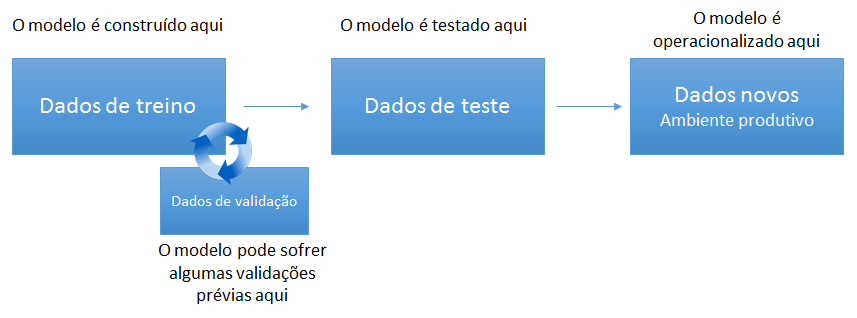 O modelo é construído aqui
Dados de treino
Dados de validação
O modelo pode sofrer
algumas validações
prévias aqui
O modelo é testado aqui
Dados de teste
O modelo é
operacionalizado aqui
Dados novos
Ambiente produtivo